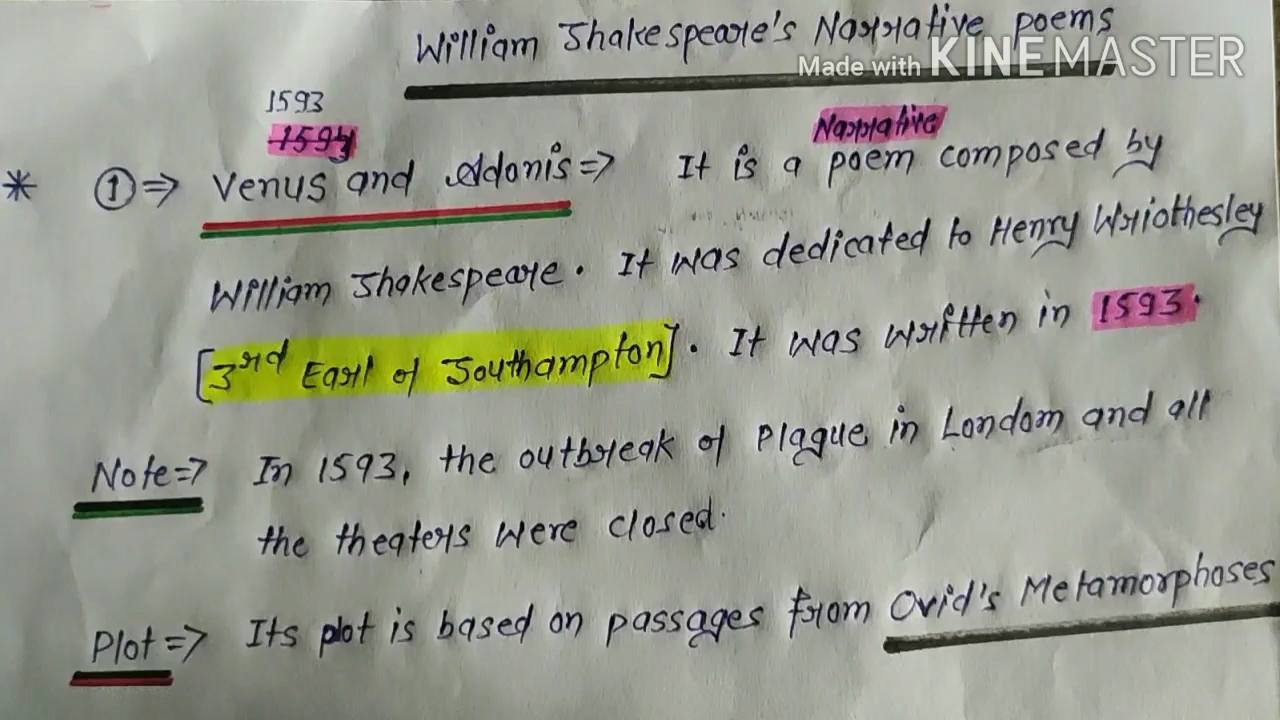 William Shakespeare's Narrative poems
Made with KINEMASTER
1593
1594
Narrative
* ① ⇒ Venus and Adonis ⇒ It is a poem composed by
William Shakespeare. It was dedicated to Henry Wriothesley
[3rd Earl of Southampton]. It was written in 1593.
Note ⇒ In 1593, the outbreak of Plague in London and all
the theaters were closed.
Plot ⇒ Its plot is based on passages from Ovid's Metamorphoses